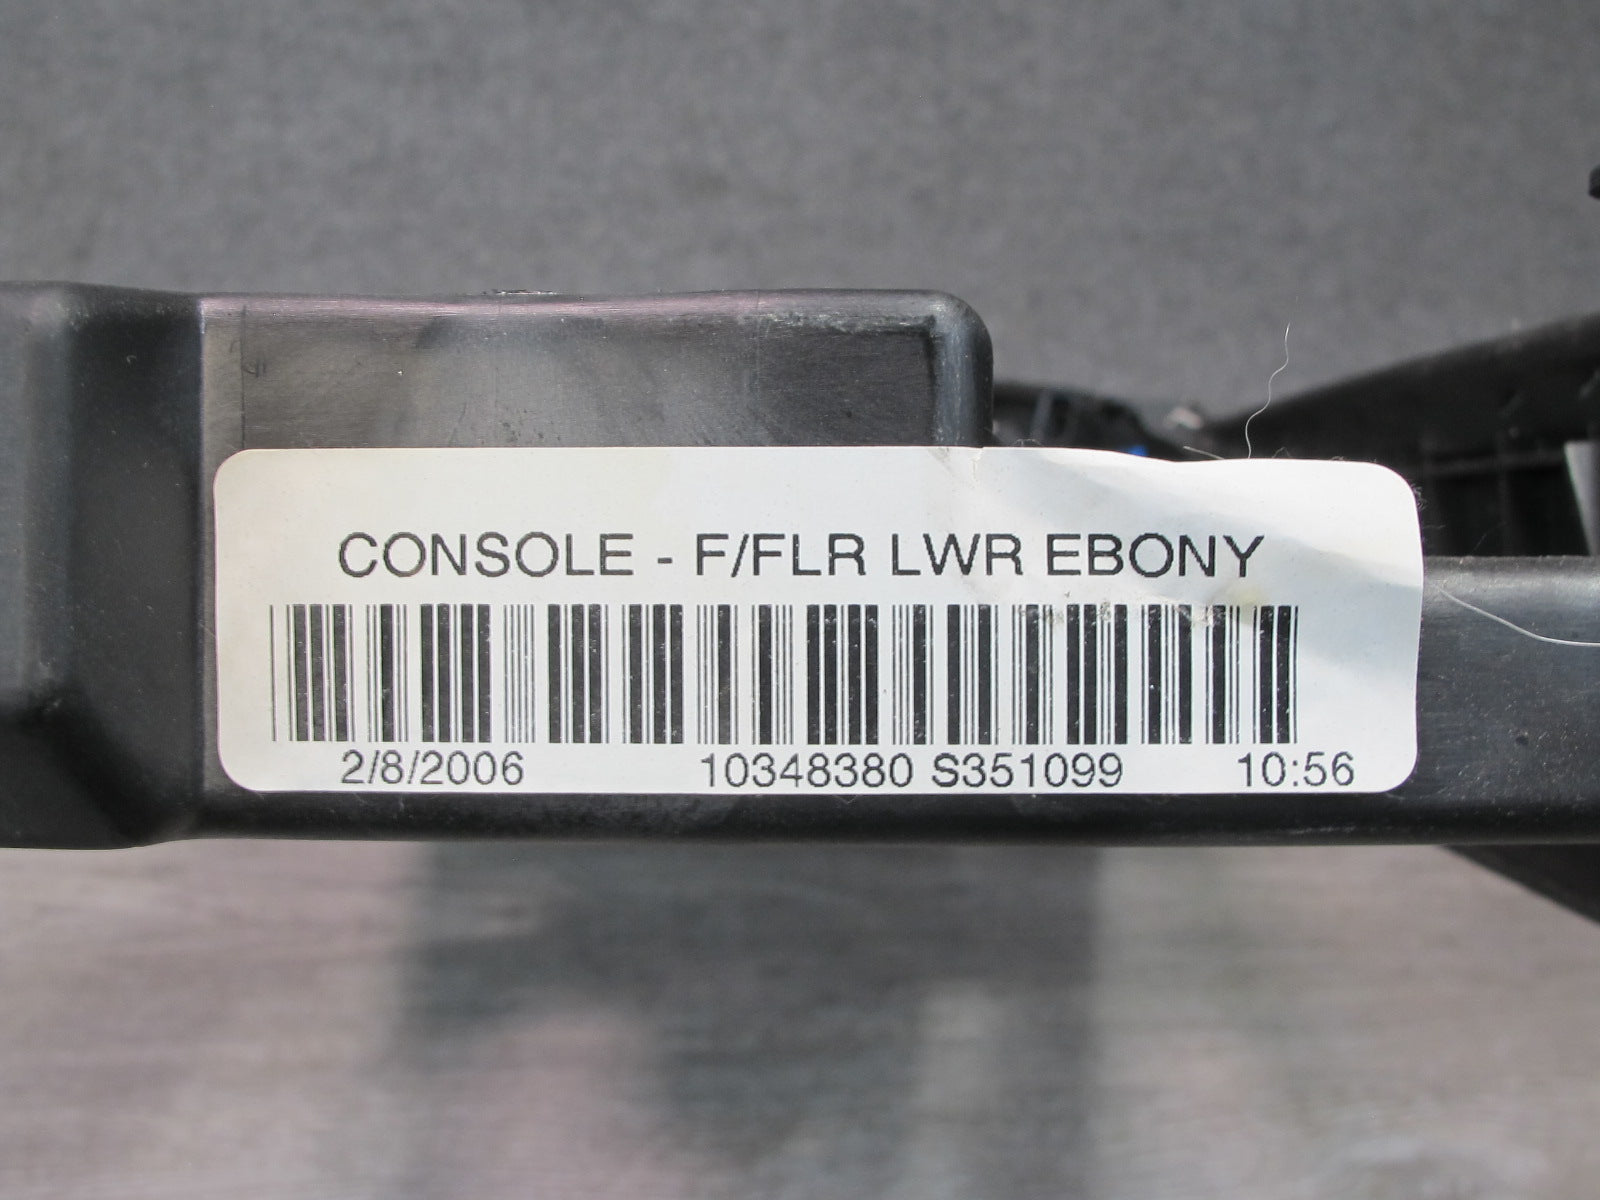 CONSOLE - F/FLR LWR EBONY
2/8/2006 10348380 S351099 10:56